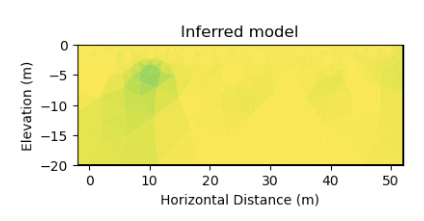 Inferred model
0
−5
−10
−15
−20
Elevation (m)
0 10 20 30 40 50
Horizontal Distance (m)